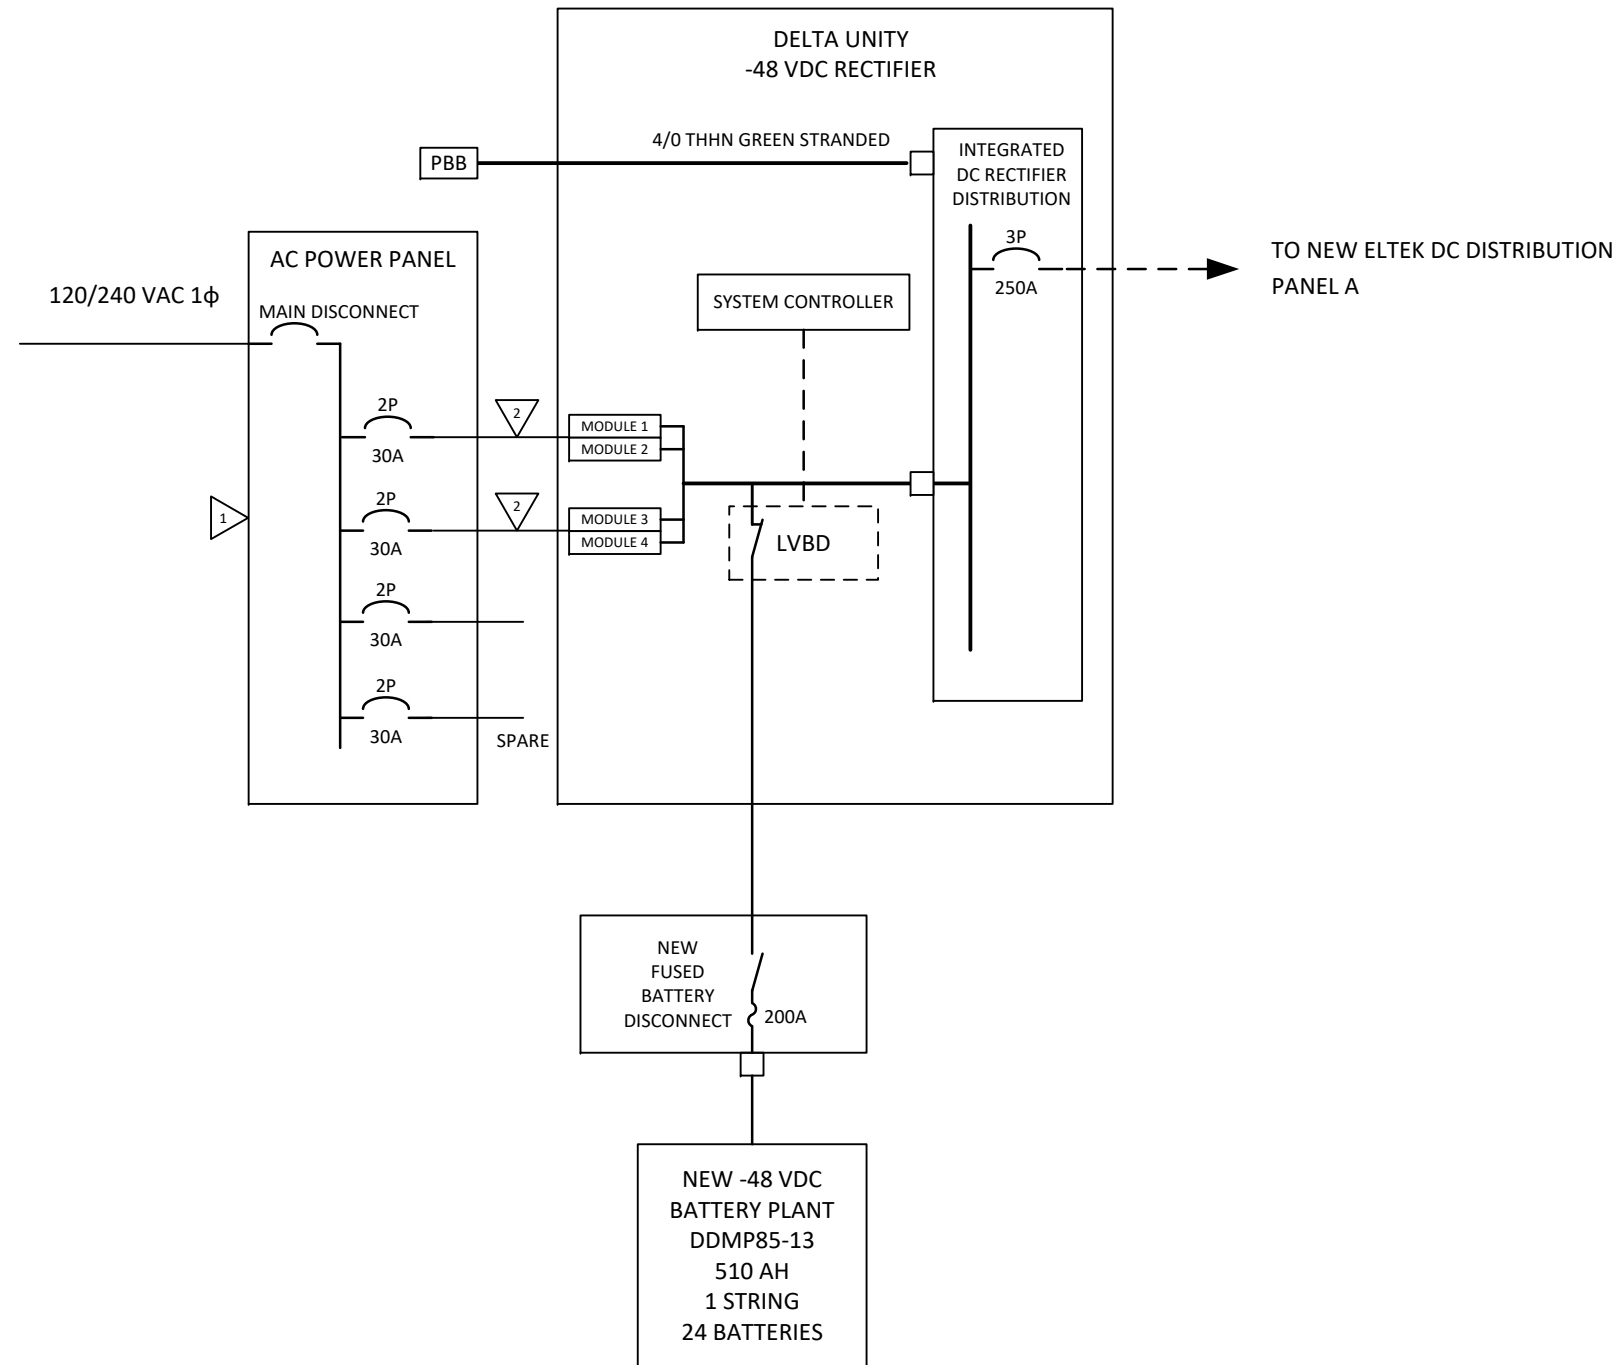 DELTA UNITY
-48 VDC RECTIFIER
4/0 THHN GREEN STRANDED
PBB
INTEGRATED
DC RECTIFIER
DISTRIBUTION
3P
250A
TO NEW ELTEK DC DISTRIBUTION
PANEL A
AC POWER PANEL
120/240 VAC 1ϕ
MAIN DISCONNECT
SYSTEM CONTROLLER
2P
30A
2
MODULE 1
MODULE 2
1
2P
30A
2
MODULE 3
MODULE 4
LVBD
2P
30A
2P
30A
SPARE
NEW
FUSED
BATTERY
DISCONNECT
200A
NEW -48 VDC
BATTERY PLANT
DDMP85-13
510 AH
1 STRING
24 BATTERIES